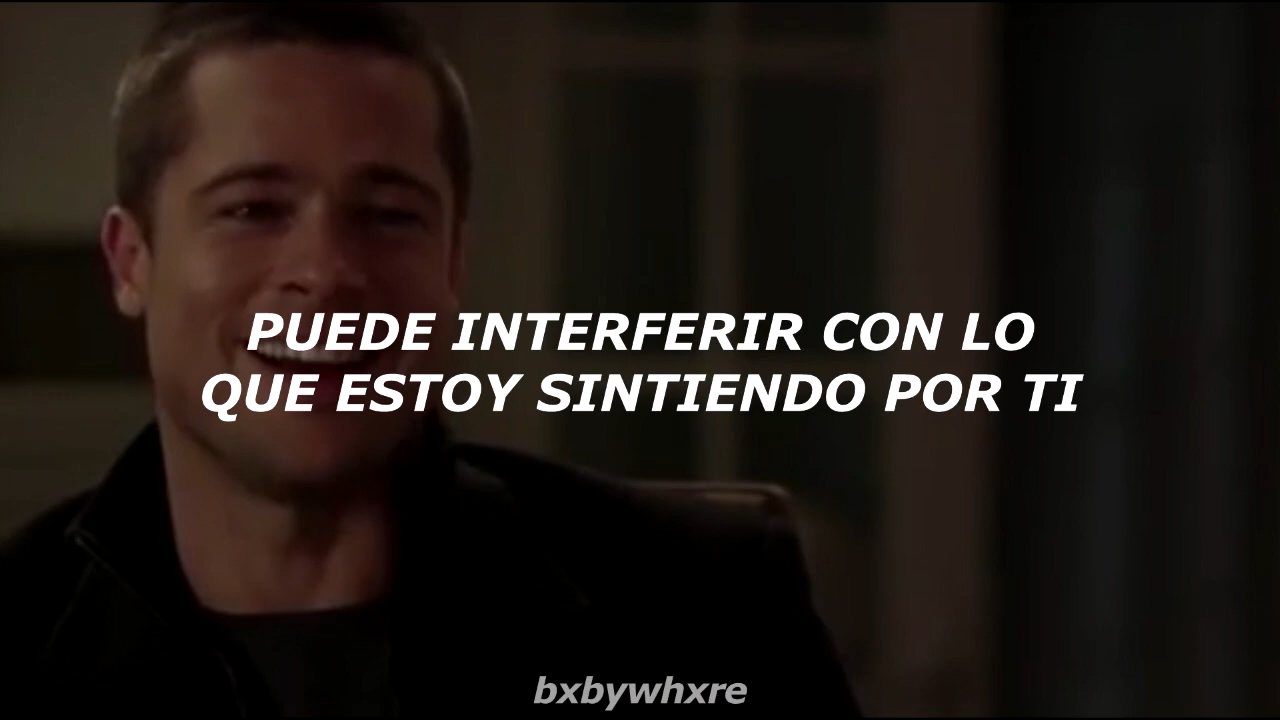 PUEDE INTERFERIR CON LO
QUE ESTOY SINTIENDO POR TI
bxbywhxre